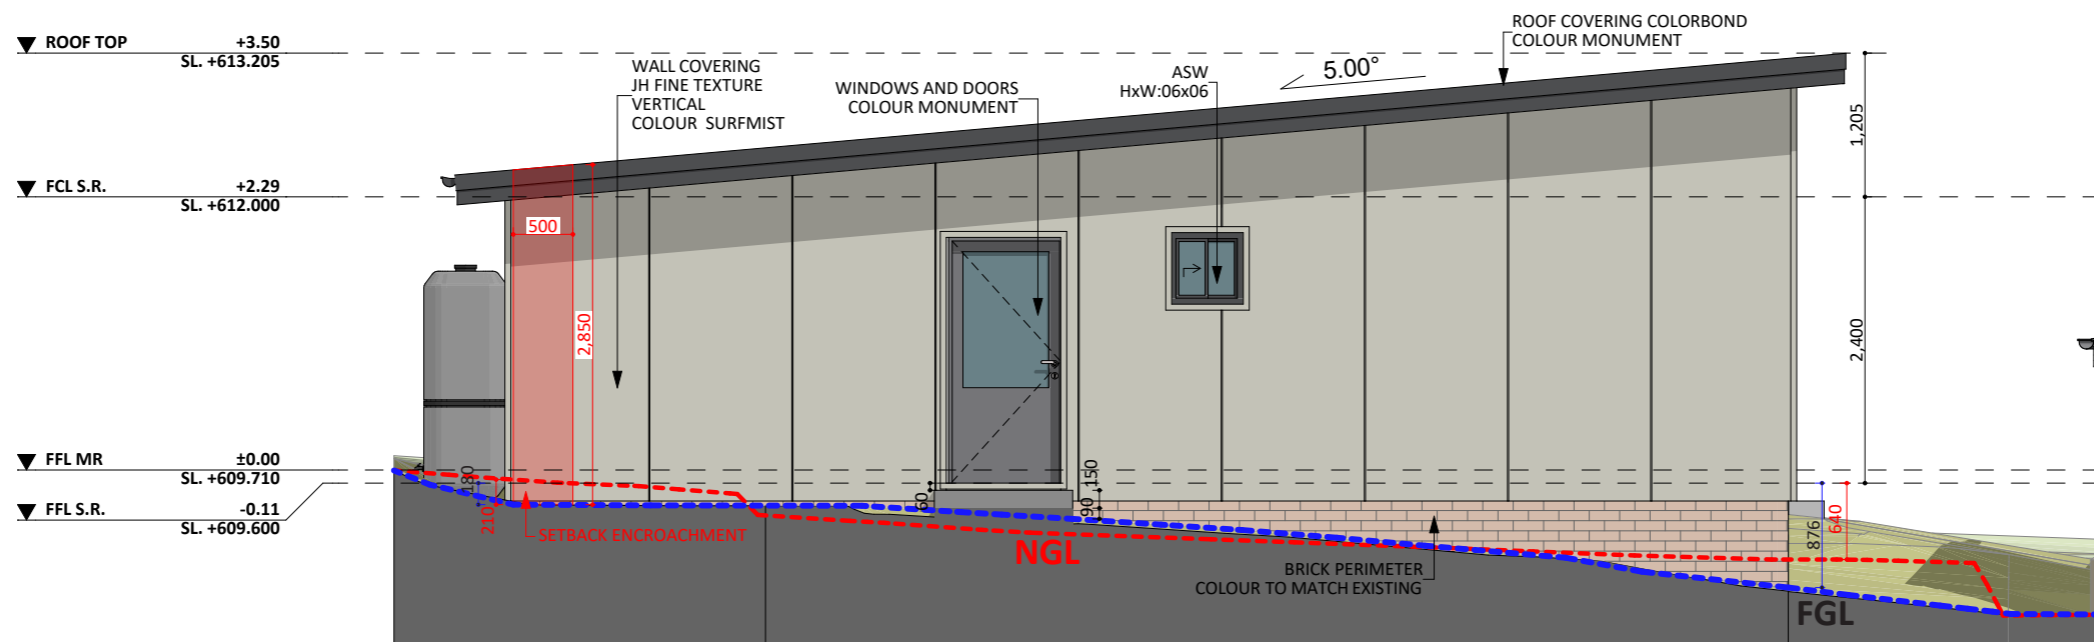 ROOF TOP +3.50
SL. +613.205
FCL S.R. +2.29
SL. +612.000
FFL MR ±0.00
SL. +609.710
FFL S.R. -0.11
SL. +609.600
WALL COVERING
JH FINE TEXTURE
VERTICAL
COLOUR SURFMIST
WINDOWS AND DOORS
COLOUR MONUMENT
ASW
HxW:06x06
5.00°
ROOF COVERING COLORBOND
COLOUR MONUMENT
500
2,850
180
210
SETBACK ENCROACHMENT
60
150
90
NGL
BRICK PERIMETER
COLOUR TO MATCH EXISTING
1,205
2,400
876
640
FGL